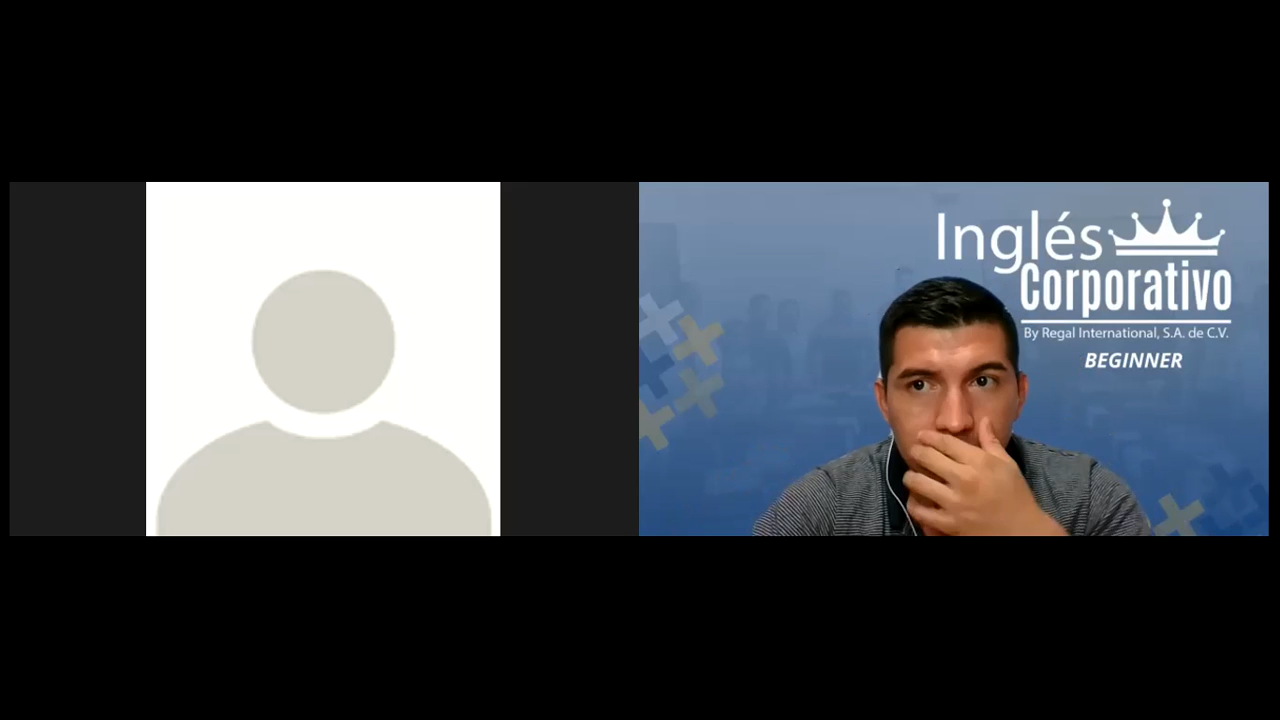 Inglés
Corporativo
By Regal International, S.A. de C.V.
BEGINNER